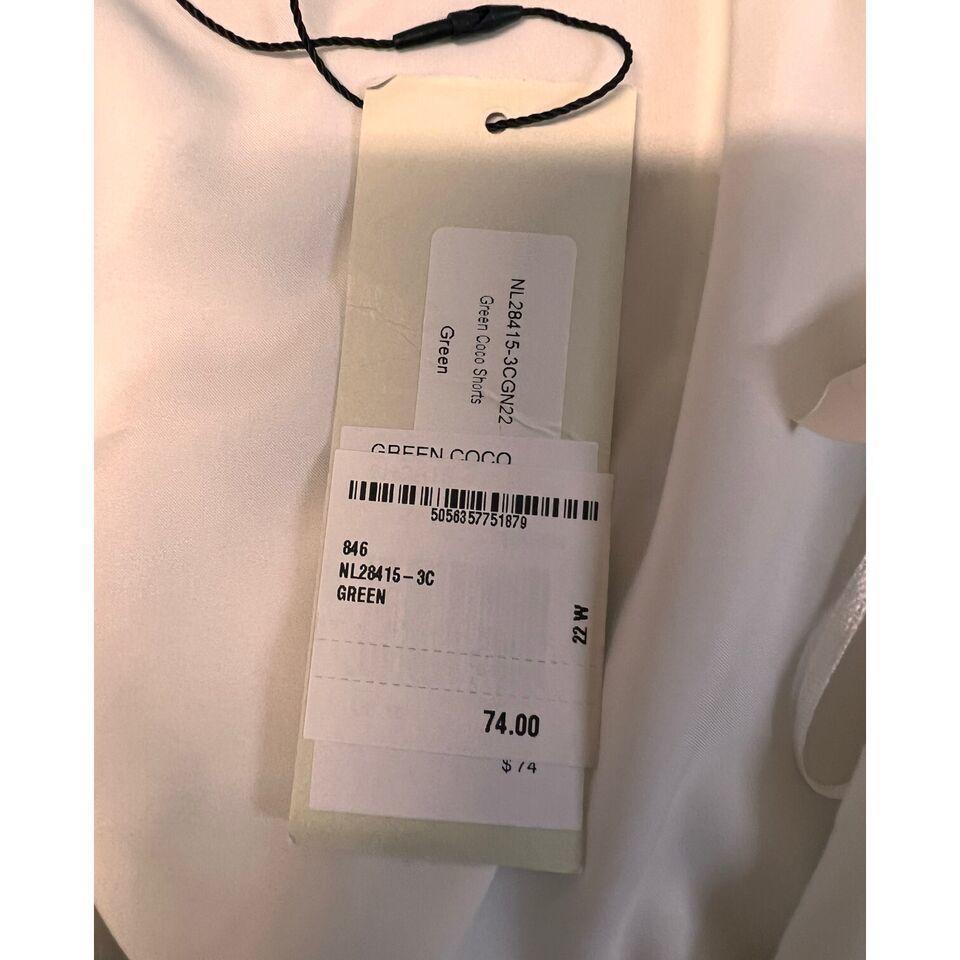 NL28415-3CGN22
Green Coco Shorts
Green
GREEN COCO
5056357751879
846
NL28415-3C
GREEN
22 W
74.00
$74